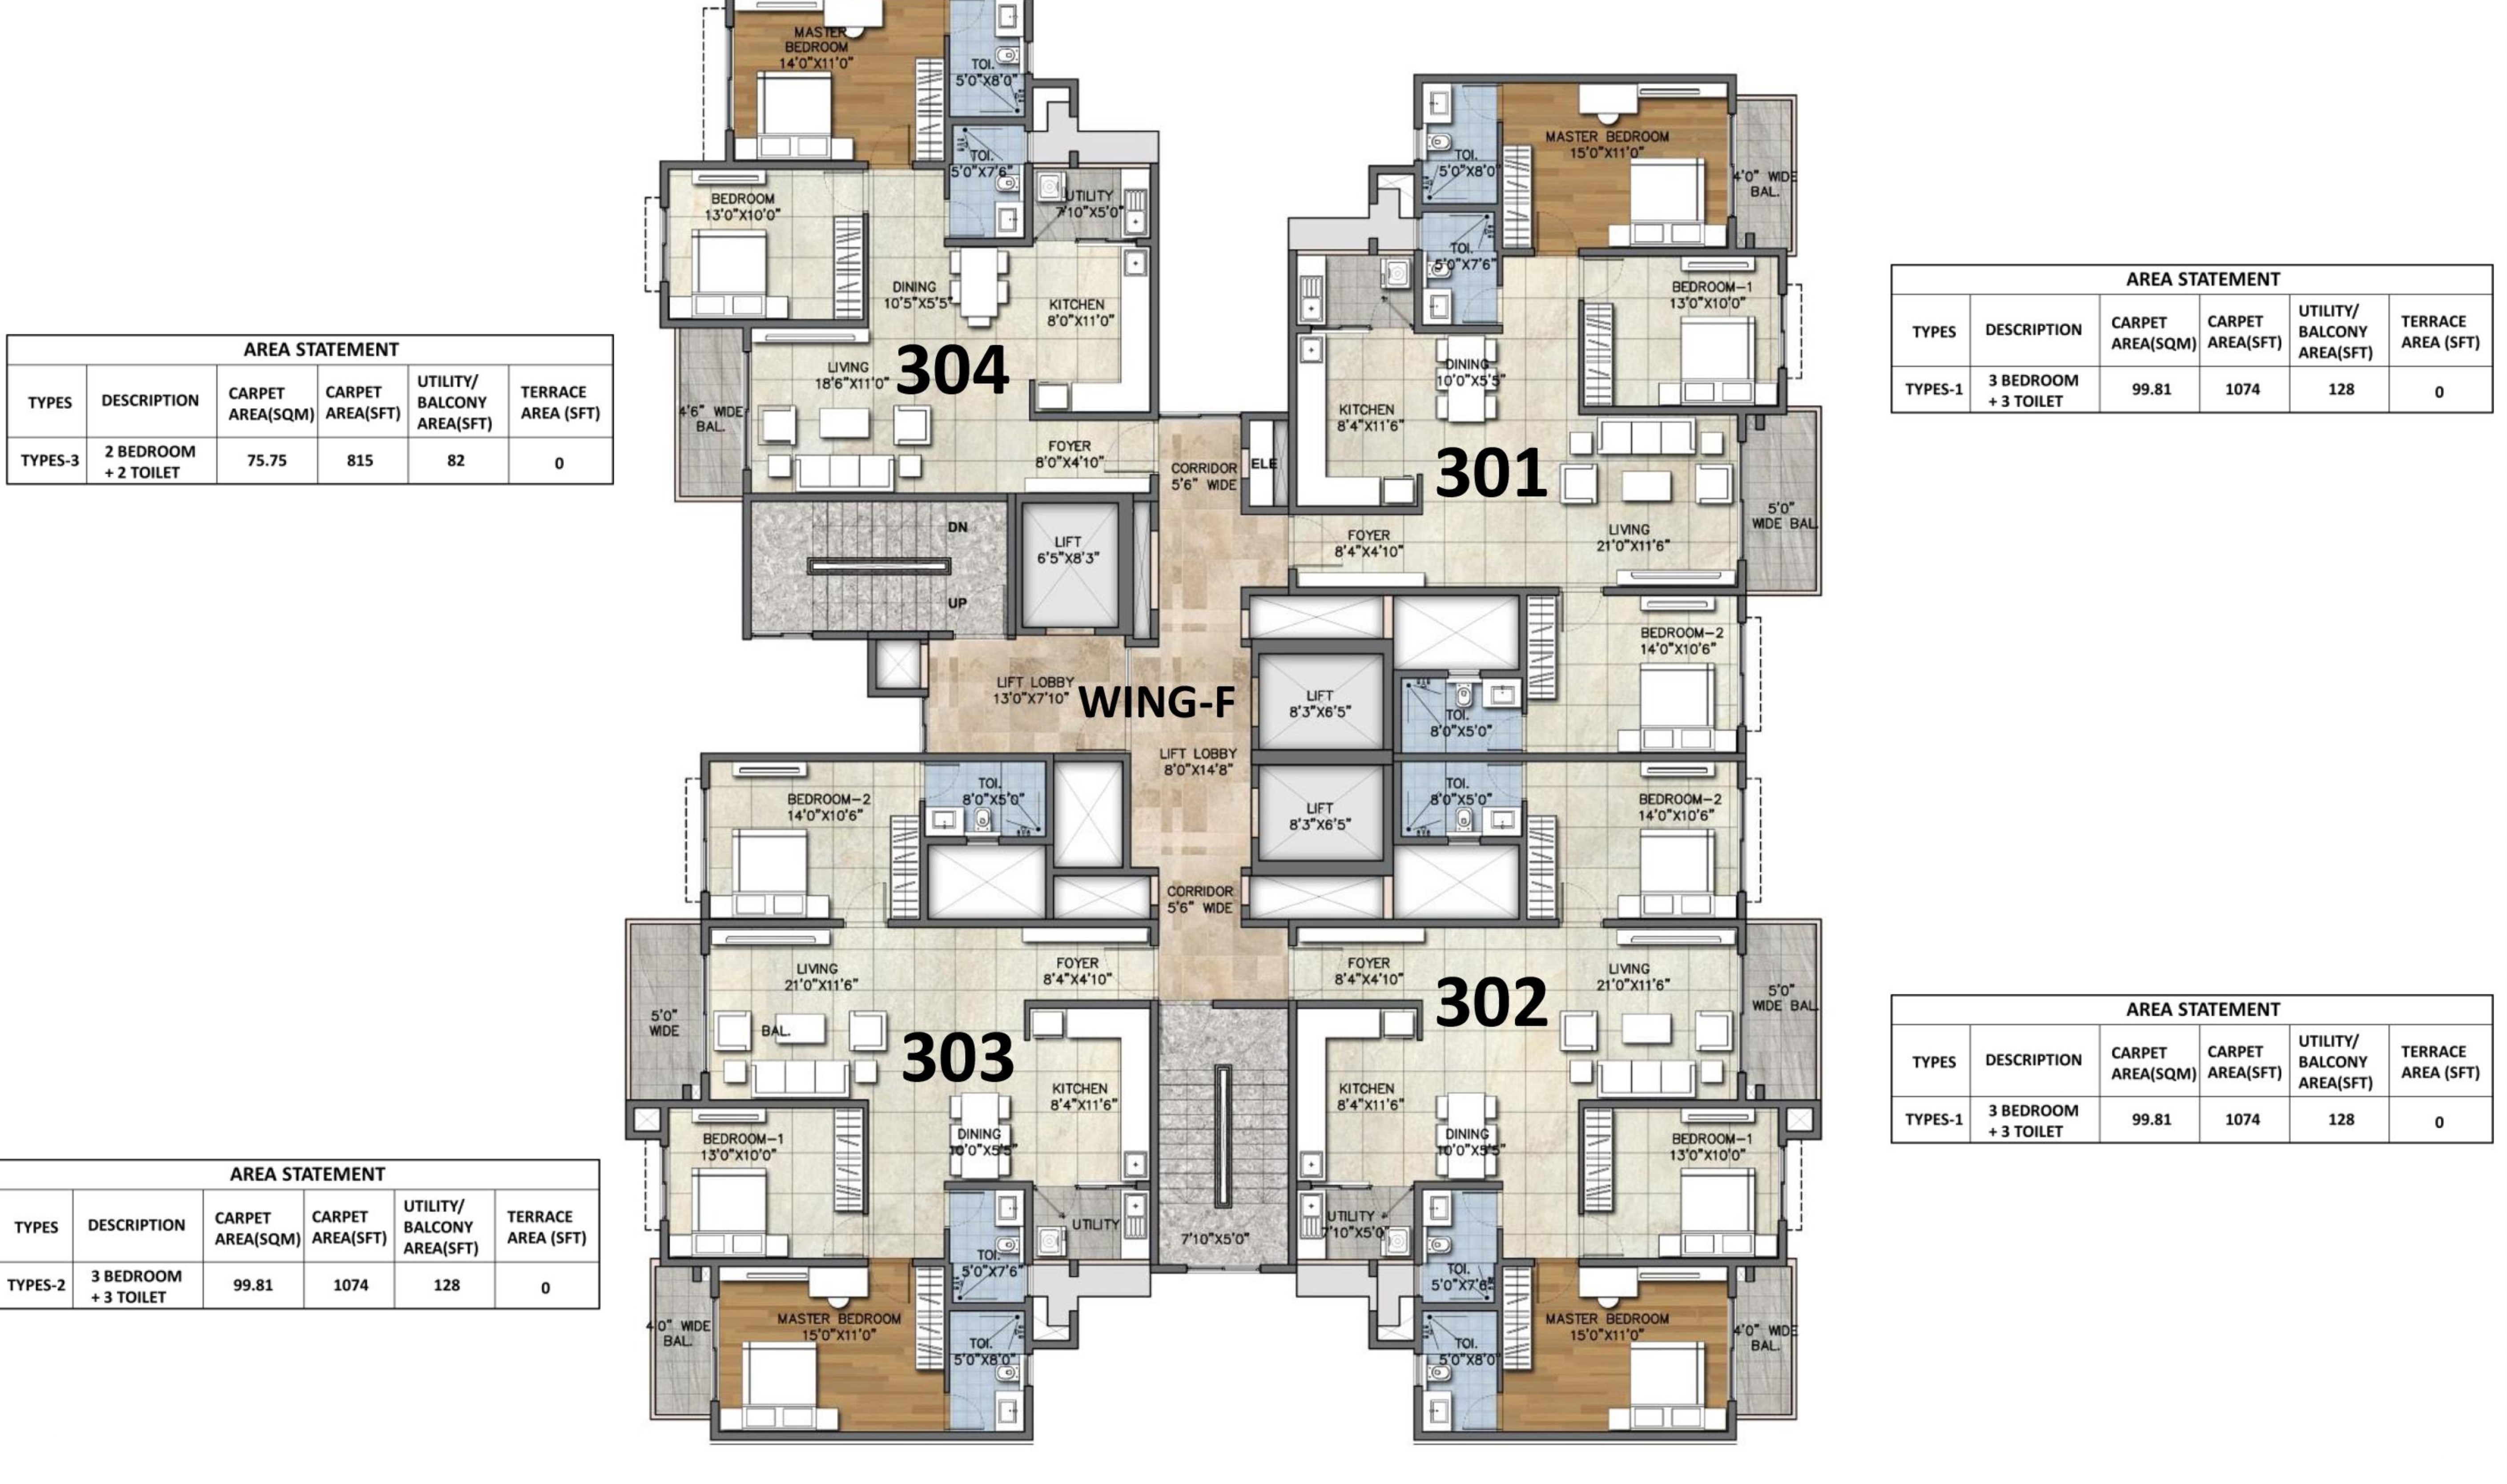 MASTER
BEDROOM
14'0"X11'0"
TOI.
5'0"X8'0"
TOI.
5'0"X7'6"
UTILITY
7'10"X5'0"
BEDROOM
13'0"X10'0"
DINING
10'5"X5'5"
KITCHEN
8'0"X11'0"
LIVING
18'6"X11'0"
304
4'6" WIDE
BAL.
FOYER
8'0"X4'10"
AREA STATEMENT
TYPES DESCRIPTION CARPET AREA(SQM) CARPET AREA(SFT) UTILITY/ BALCONY AREA(SFT) TERRACE AREA (SFT)
TYPES-3 2 BEDROOM + 2 TOILET 75.75 815 82 0
MASTER BEDROOM
15'0"X11'0"
TOI.
5'0"X8'0"
4'0" WIDE
BAL.
TOI.
5'0"X7'6"
BEDROOM-1
13'0"X10'0"
DINING
10'0"X5'5"
KITCHEN
8'4"X11'6"
301
5'0"
WIDE BAL.
LIVING
21'0"X11'6"
FOYER
8'4"X4'10"
BEDROOM-2
14'0"X10'6"
TOI.
8'0"X5'0"
AREA STATEMENT
TYPES DESCRIPTION CARPET AREA(SQM) CARPET AREA(SFT) UTILITY/ BALCONY AREA(SFT) TERRACE AREA (SFT)
TYPES-1 3 BEDROOM + 3 TOILET 99.81 1074 128 0
CORRIDOR
5'6" WIDE
ELE
DN
UP
LIFT
6'5"X8'3"
LIFT LOBBY
13'0"X7'10"
WING-F
LIFT
8'3"X6'5"
LIFT LOBBY
8'0"X14'8"
LIFT
8'3"X6'5"
CORRIDOR
5'6" WIDE
BEDROOM-2
14'0"X10'6"
TOI.
8'0"X5'0"
LIVING
21'0"X11'6"
FOYER
8'4"X4'10"
5'0"
WIDE
BAL.
303
KITCHEN
8'4"X11'6"
DINING
10'0"X5'5"
BEDROOM-1
13'0"X10'0"
UTILITY
7'10"X5'0"
TOI.
5'0"X7'6"
MASTER BEDROOM
15'0"X11'0"
4'0" WIDE
BAL.
TOI.
5'0"X8'0"
AREA STATEMENT
TYPES DESCRIPTION CARPET AREA(SQM) CARPET AREA(SFT) UTILITY/ BALCONY AREA(SFT) TERRACE AREA (SFT)
TYPES-2 3 BEDROOM + 3 TOILET 99.81 1074 128 0
TOI.
8'0"X5'0"
BEDROOM-2
14'0"X10'6"
FOYER
8'4"X4'10"
LIVING
21'0"X11'6"
302
5'0"
WIDE BAL.
KITCHEN
8'4"X11'6"
DINING
10'0"X5'5"
BEDROOM-1
13'0"X10'0"
UTILITY
7'10"X5'0"
TOI.
5'0"X7'6"
MASTER BEDROOM
15'0"X11'0"
4'0" WIDE
BAL.
TOI.
5'0"X8'0"
AREA STATEMENT
TYPES DESCRIPTION CARPET AREA(SQM) CARPET AREA(SFT) UTILITY/ BALCONY AREA(SFT) TERRACE AREA (SFT)
TYPES-1 3 BEDROOM + 3 TOILET 99.81 1074 128 0